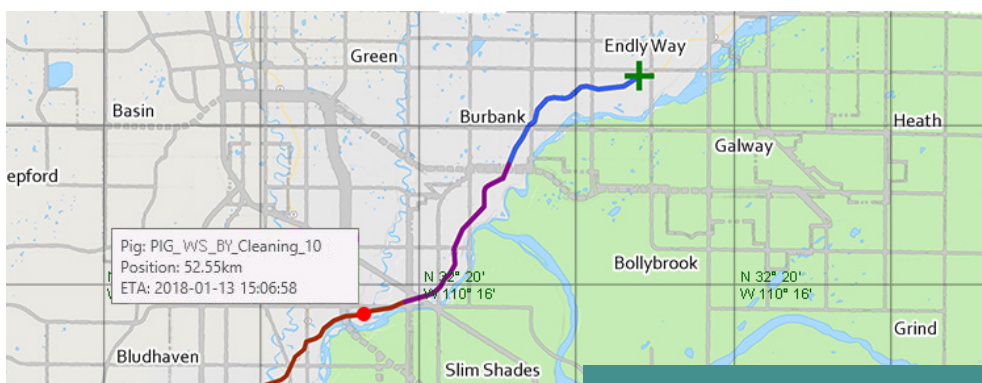 Endly Way
Green
Basin
Burbank
Heath
Galway
epford
Pig: PIG_WS_BY_Cleaning_10
Position: 52.55km
ETA: 2018-01-13 15:06:58
Bollybrook
N
W
N 32° 20'
W 110° 16'
N 32° 20'
W 110° 16'
Grind
Bludhaven
Slim Shades